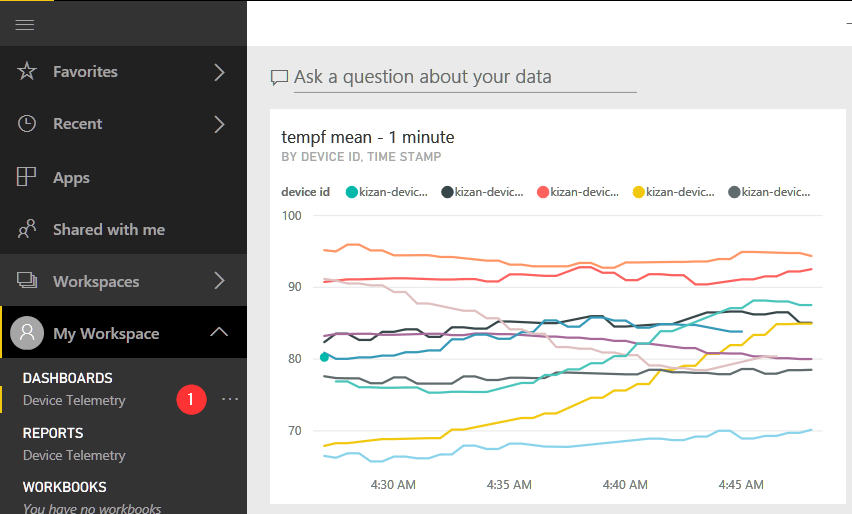 Favorites
Recent
Apps
Shared with me
Workspaces
My Workspace
DASHBOARDS
Device Telemetry
1
REPORTS
Device Telemetry
WORKBOOKS
You have no workbooks
Ask a question about your data
tempf mean - 1 minute
BY DEVICE ID, TIME STAMP
device id kizan-devic... kizan-devic... kizan-devic... kizan-devic... kizan-devic...
100
90
80
70
4:30 AM 4:35 AM 4:40 AM 4:45 AM